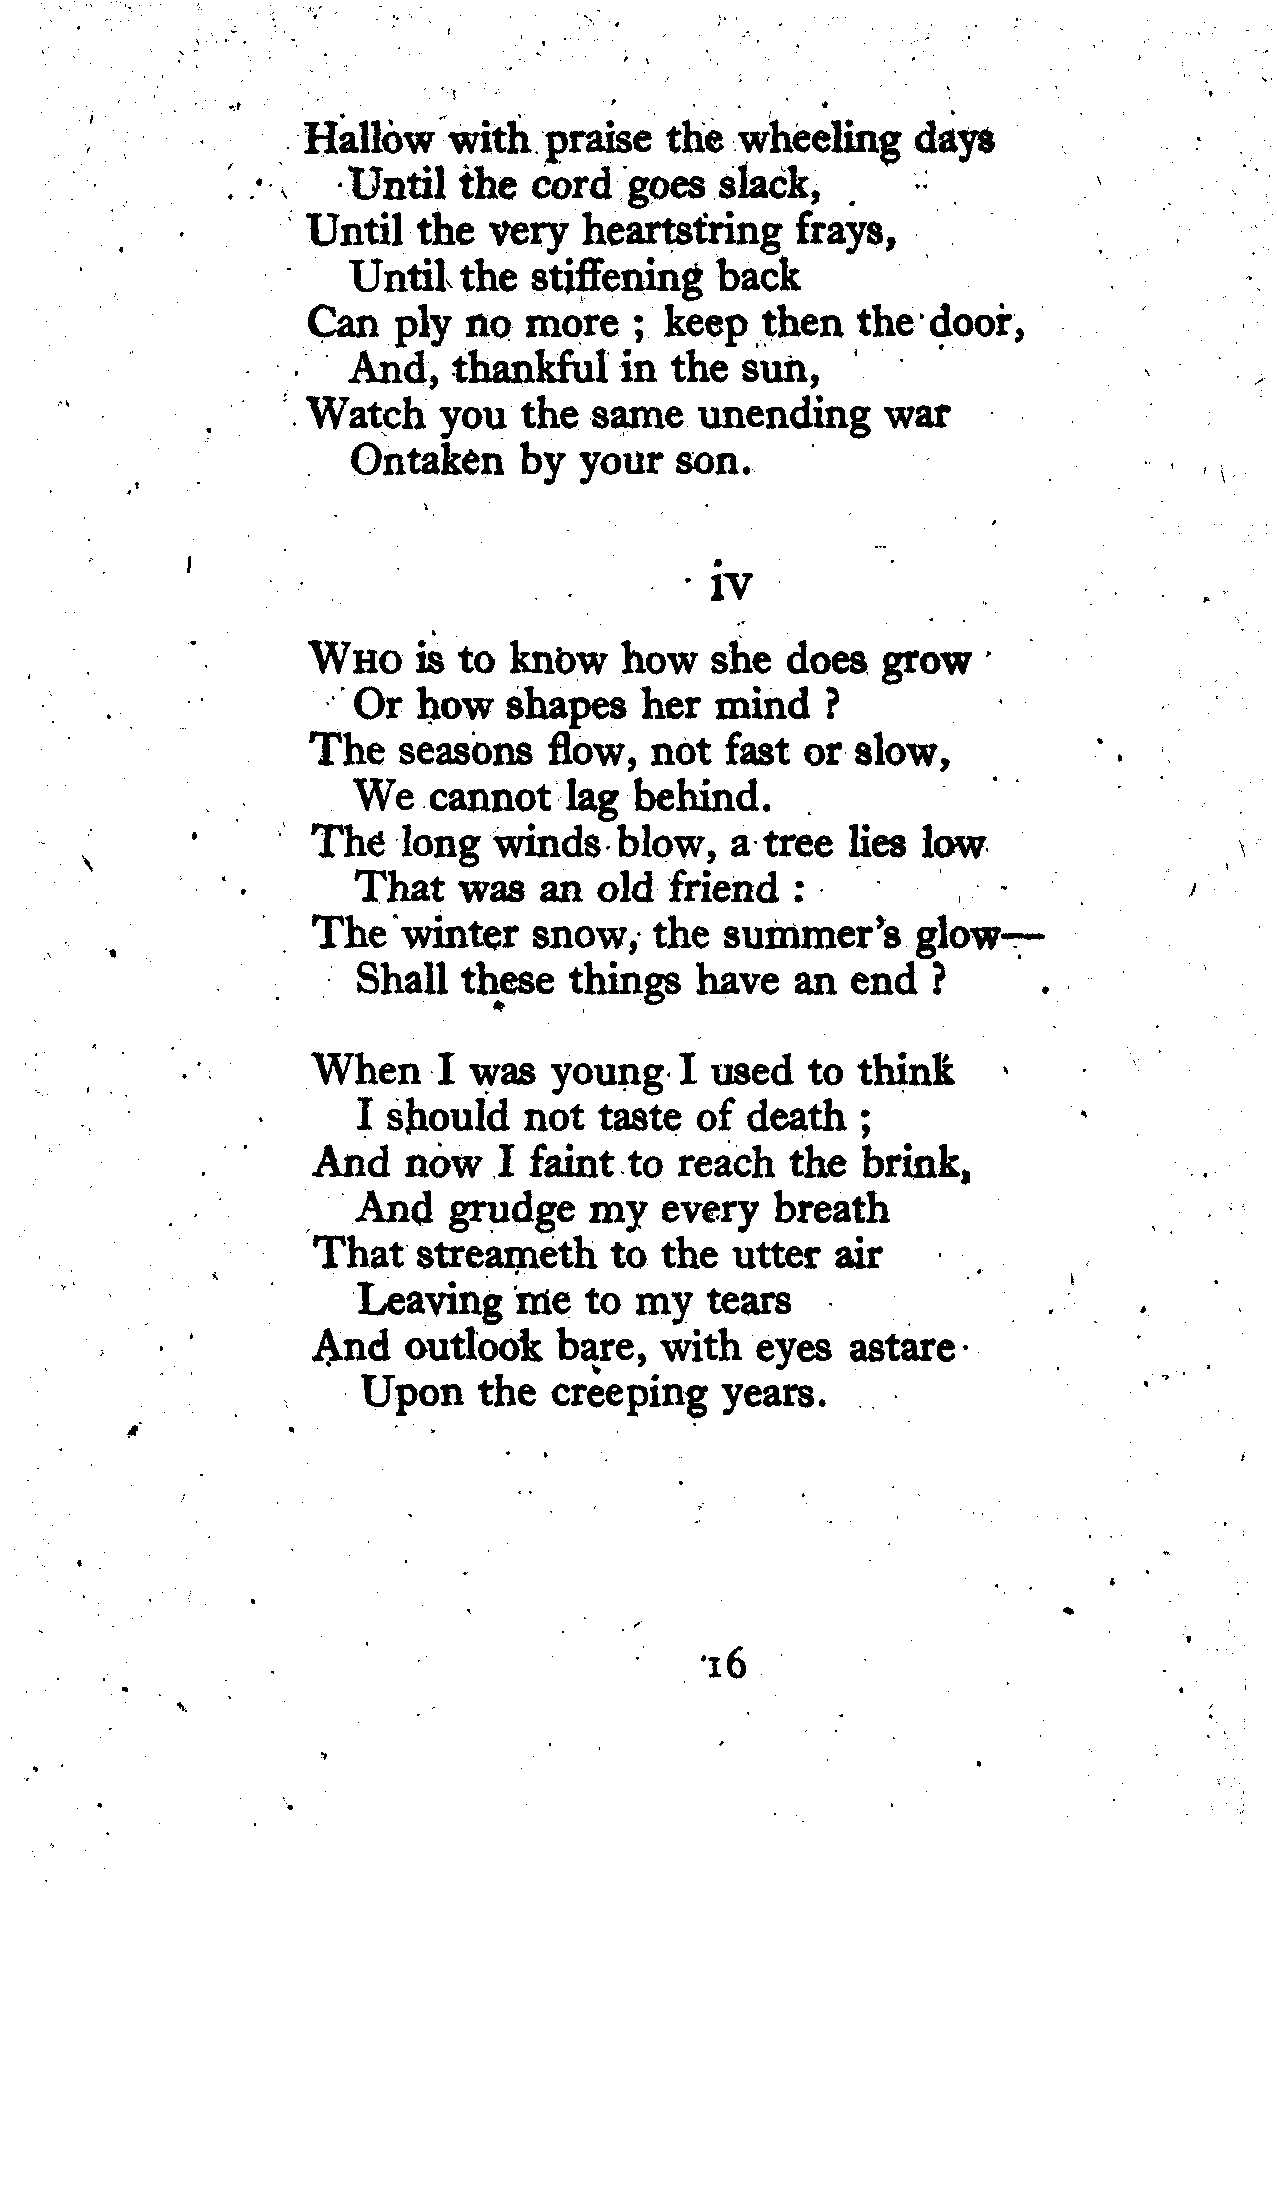 Hallow with praise the wheeling days
Until the cord goes slack,
Until the very heartstring frays,
Until the stiffening back
Can ply no more ; keep then the door,
And, thankful in the sun,
Watch you the same unending war
Ontaken by your son.
iv
WHO is to know how she does grow
Or how shapes her mind ?
The seasons flow, not fast or slow,
We cannot lag behind.
The long winds blow, a tree lies low
That was an old friend :
The winter snow, the summer's glow—
Shall these things have an end ?
When I was young I used to think
I should not taste of death ;
And now I faint to reach the brink,
And grudge my every breath
That streameth to the utter air
Leaving me to my tears
And outlook bare, with eyes astare
Upon the creeping years.
16